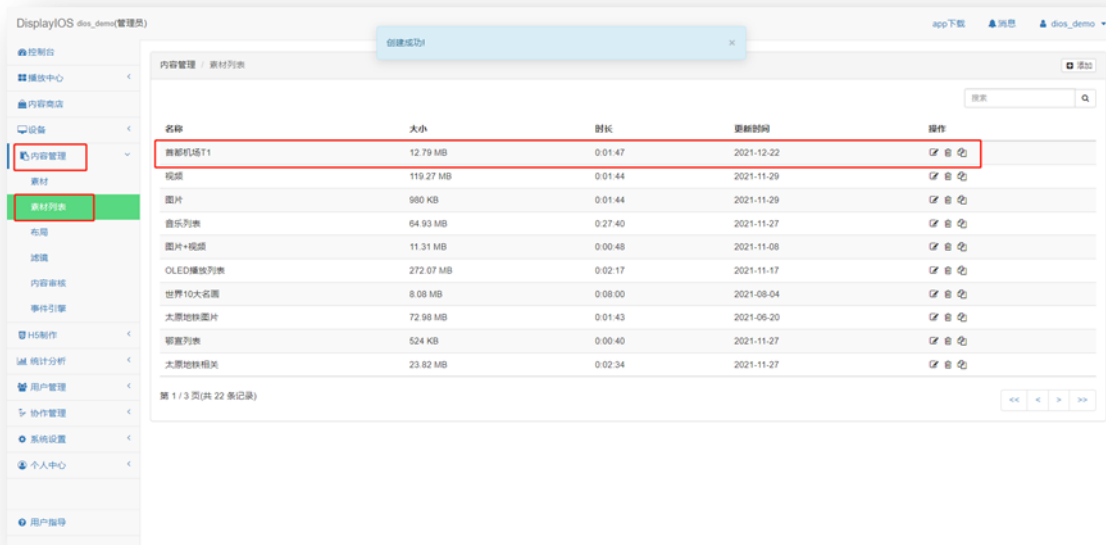 DisplayIOS dios_demo(管理员)
app下载 消息 dios_demo
创建成功! ×
控制台
播放中心
内容商店
设备
内容管理
素材
素材列表
布局
滤镜
内容审核
事件引擎
H5制作
统计分析
用户管理
协作管理
系统设置
个人中心
用户指导
内容管理 / 素材列表
添加
搜索
名称 大小 时长 更新时间 操作
首都机场T1 12.79 MB 0:01:47 2021-12-22
视频 119.27 MB 0:01:44 2021-11-29
图片 980 KB 0:01:44 2021-11-29
音乐列表 64.93 MB 0:27:40 2021-11-27
图片+视频 11.31 MB 0:00:48 2021-11-08
OLED播放列表 272.07 MB 0:02:17 2021-11-17
世界10大名画 8.08 MB 0:08:00 2021-08-04
太原地铁图片 72.98 MB 0:01:43 2021-06-20
鄂直列表 524 KB 0:00:40 2021-11-27
太原地铁相关 23.82 MB 0:02:34 2021-11-27
第 1 / 3 页(共 22 条记录)
<< < > >>